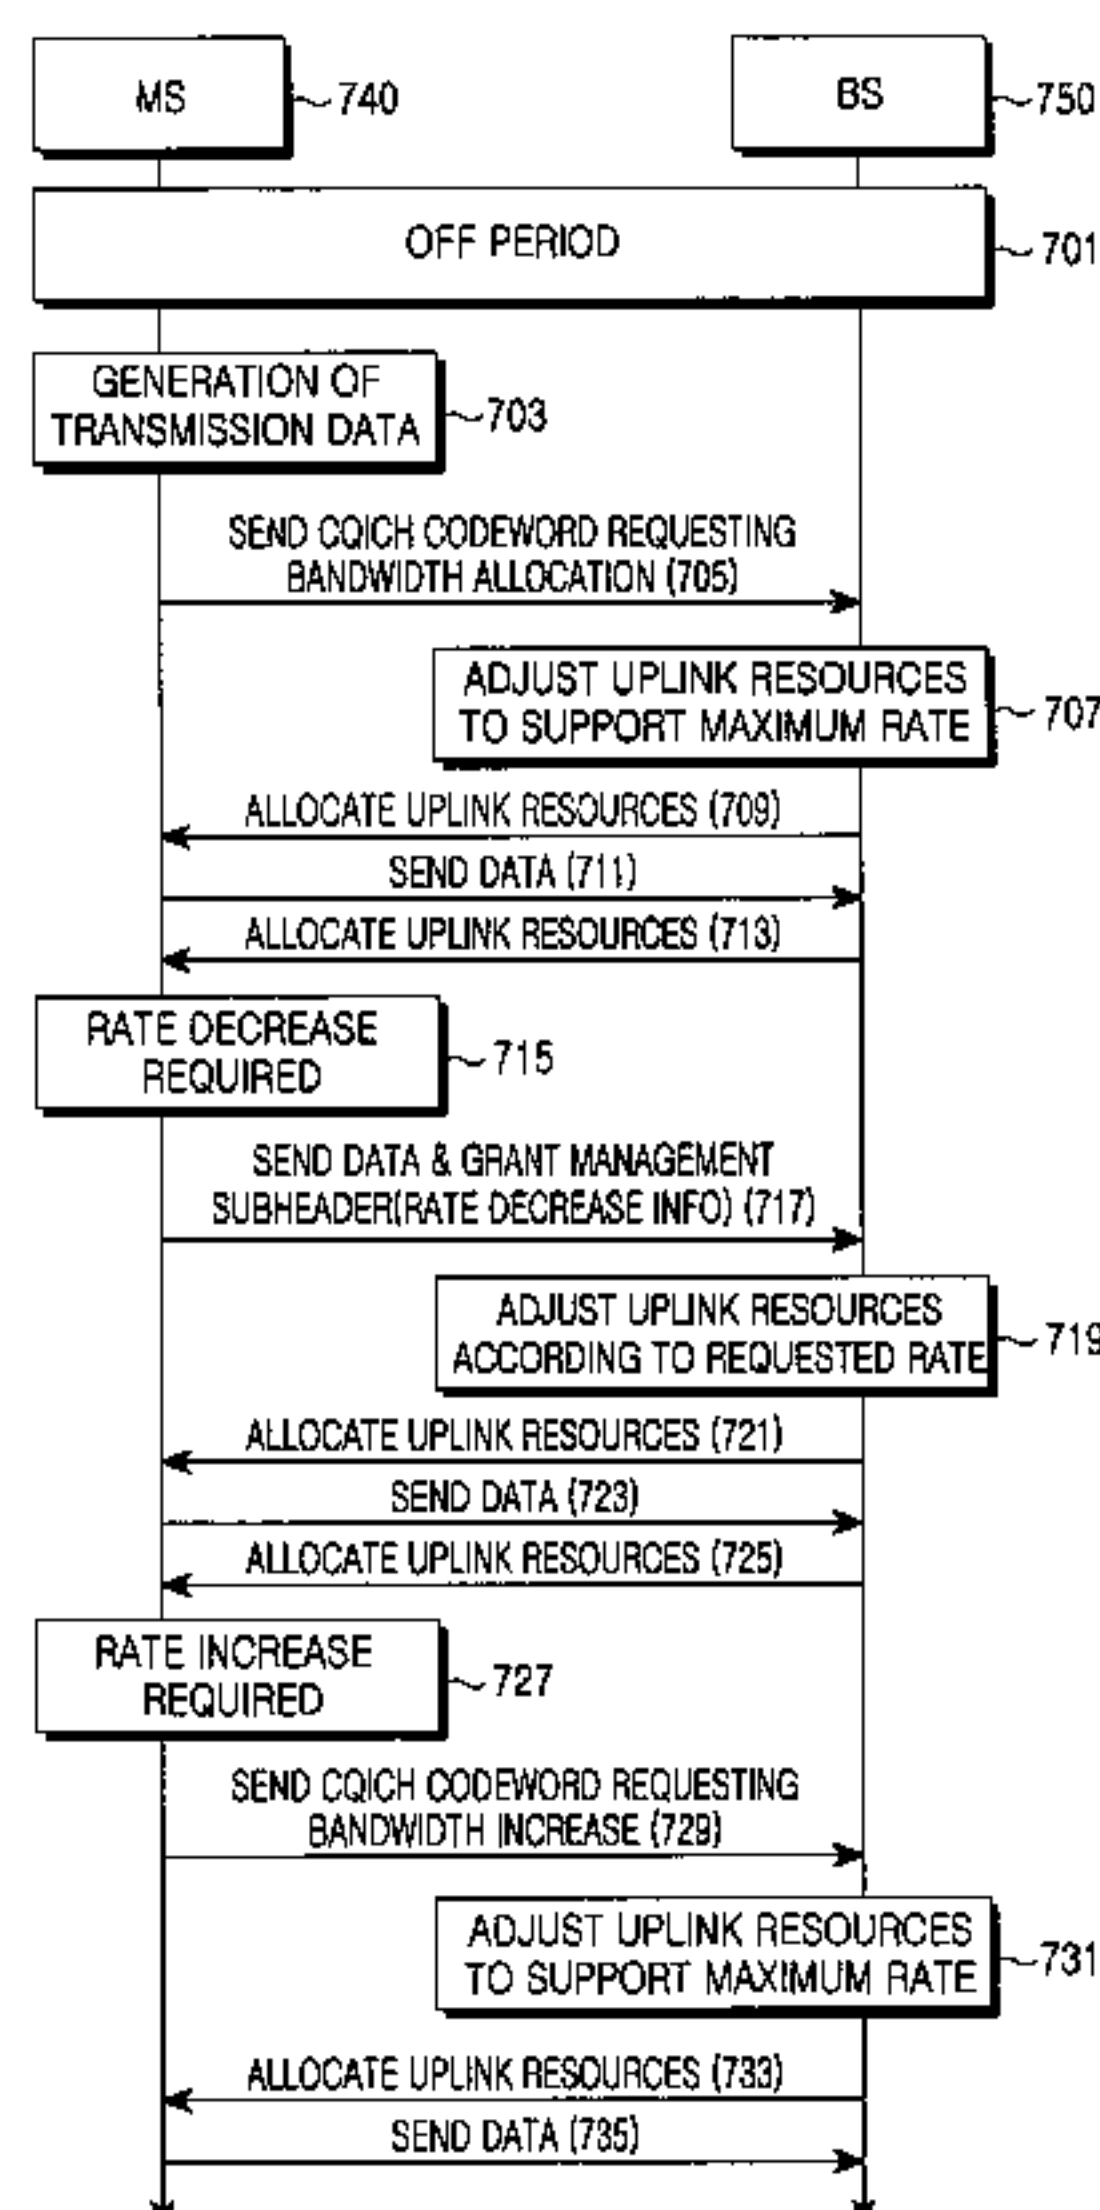 MS
740
BS
750
OFF PERIOD
701
GENERATION OF
TRANSMISSION DATA
703
SEND CQICH CODEWORD REQUESTING
BANDWIDTH ALLOCATION (705)
ADJUST UPLINK RESOURCES
TO SUPPORT MAXIMUM RATE
707
ALLOCATE UPLINK RESOURCES (709)
SEND DATA (711)
ALLOCATE UPLINK RESOURCES (713)
RATE DECREASE
REQUIRED
715
SEND DATA & GRANT MANAGEMENT
SUBHEADER(RATE DECREASE INFO) (717)
ADJUST UPLINK RESOURCES
ACCORDING TO REQUESTED RATE
719
ALLOCATE UPLINK RESOURCES (721)
SEND DATA (723)
ALLOCATE UPLINK RESOURCES (725)
RATE INCREASE
REQUIRED
727
SEND CQICH CODEWORD REQUESTING
BANDWIDTH INCREASE (729)
ADJUST UPLINK RESOURCES
TO SUPPORT MAXIMUM RATE
731
ALLOCATE UPLINK RESOURCES (733)
SEND DATA (735)